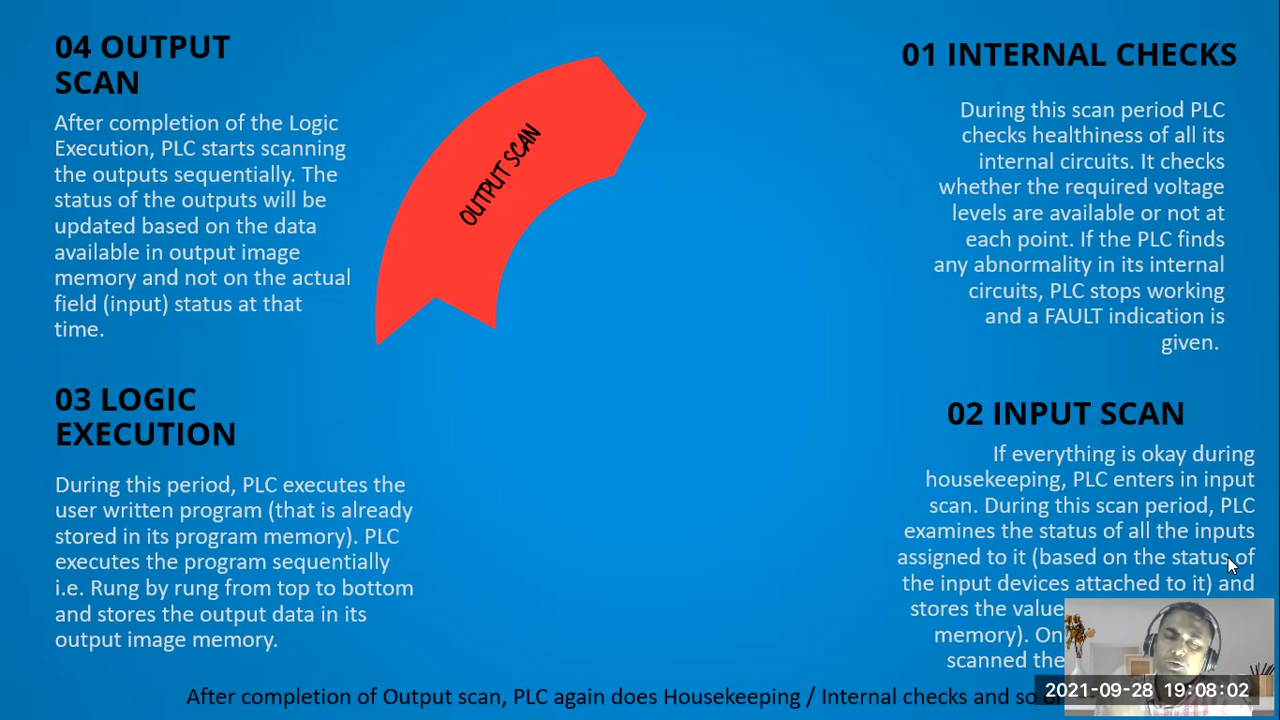 04 OUTPUT
SCAN
After completion of the Logic
Execution, PLC starts scanning
the outputs sequentially. The
status of the outputs will be
updated based on the data
available in output image
memory and not on the actual
field (input) status at that
time.
OUTPUT SCAN
01 INTERNAL CHECKS
During this scan period PLC
checks healthiness of all its
internal circuits. It checks
whether the required voltage
levels are available or not at
each point. If the PLC finds
any abnormality in its internal
circuits, PLC stops working
and a FAULT indication is
given.
03 LOGIC
EXECUTION
During this period, PLC executes the
user written program (that is already
stored in its program memory). PLC
executes the program sequentially
i.e. Rung by rung from top to bottom
and stores the output data in its
output image memory.
02 INPUT SCAN
If everything is okay during
housekeeping, PLC enters in input
scan. During this scan period, PLC
examines the status of all the inputs
assigned to it (based on the status of
the input devices attached to it) and
stores the value
memory). On
scanned the
After completion of Output scan, PLC again does Housekeeping / Internal checks and so
2021-09-28 19:08:02